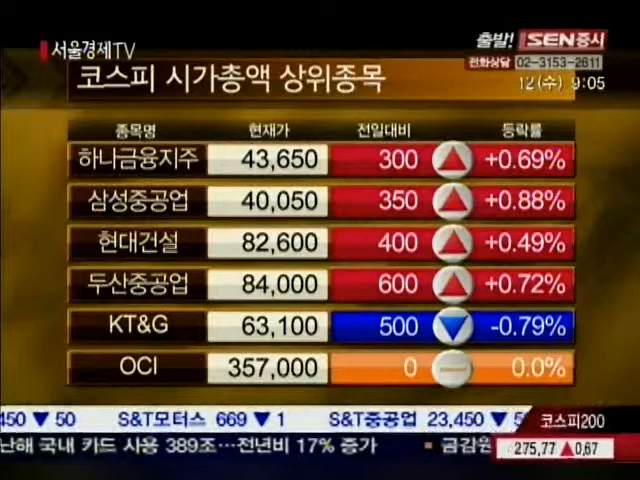 서울경제TV
출발! SEN증시
전화상담 02-3153-2611
코스피 시가총액 상위종목
12(수) 9:05
종목명 현재가 전일대비 등락률
하나금융지주 43,650 300 ▲ +0.69%
삼성중공업 40,050 350 ▲ +0.88%
현대건설 82,600 400 ▲ +0.49%
두산중공업 84,000 600 ▲ +0.72%
KT&G 63,100 500 ▼ -0.79%
OCI 357,000 0 - 0.0%
450 ▼ 50 S&T모터스 669 ▼ 1 S&T중공업 23,450 ▼ 5 코스피200
난해 국내 카드 사용 389조…전년비 17% 증가 ▪ 금감원 275,77 ▲0,67